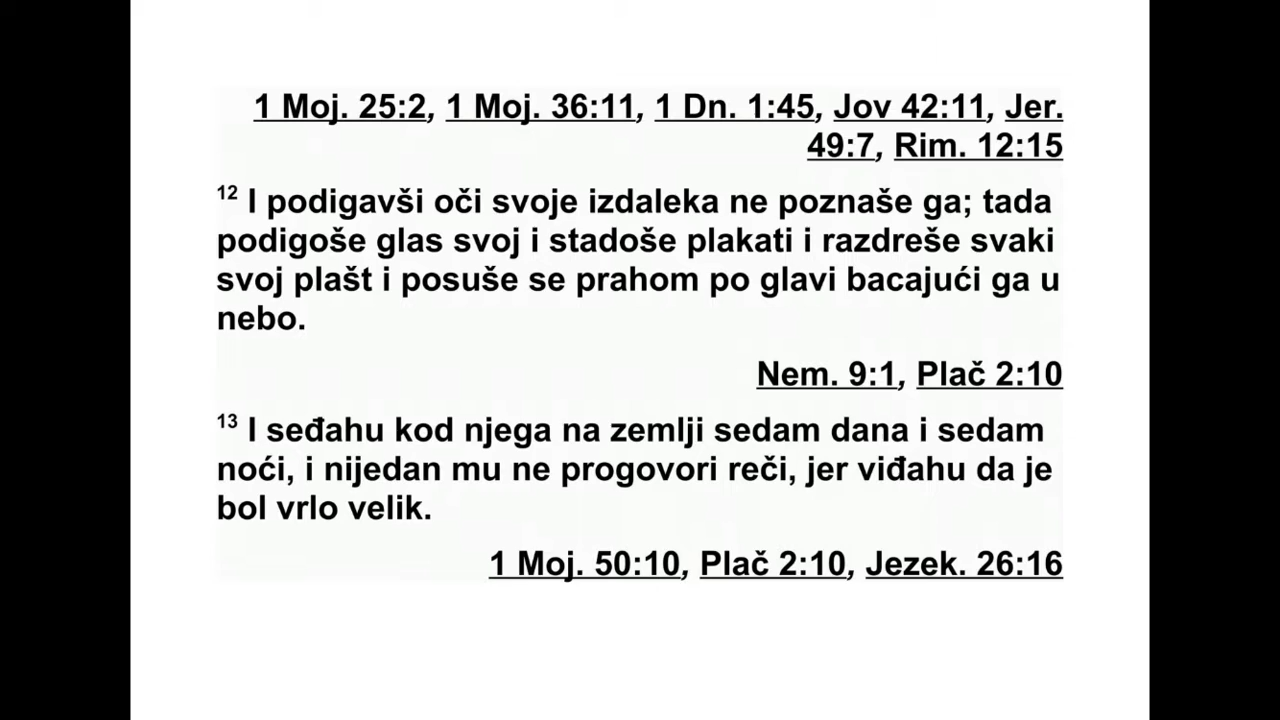 1 Moj. 25:2, 1 Moj. 36:11, 1 Dn. 1:45, Jov 42:11, Jer.
49:7, Rim. 12:15
12 I podigavši oči svoje izdaleka ne poznaše ga; tada
podigoše glas svoj i stadoše plakati i razdreše svaki
svoj plašt i posuše se prahom po glavi bacajući ga u
nebo.
Nem. 9:1, Plač 2:10
13 I seđahu kod njega na zemlji sedam dana i sedam
noći, i nijedan mu ne progovori reči, jer viđahu da je
bol vrlo velik.
1 Moj. 50:10, Plač 2:10, Jezek. 26:16